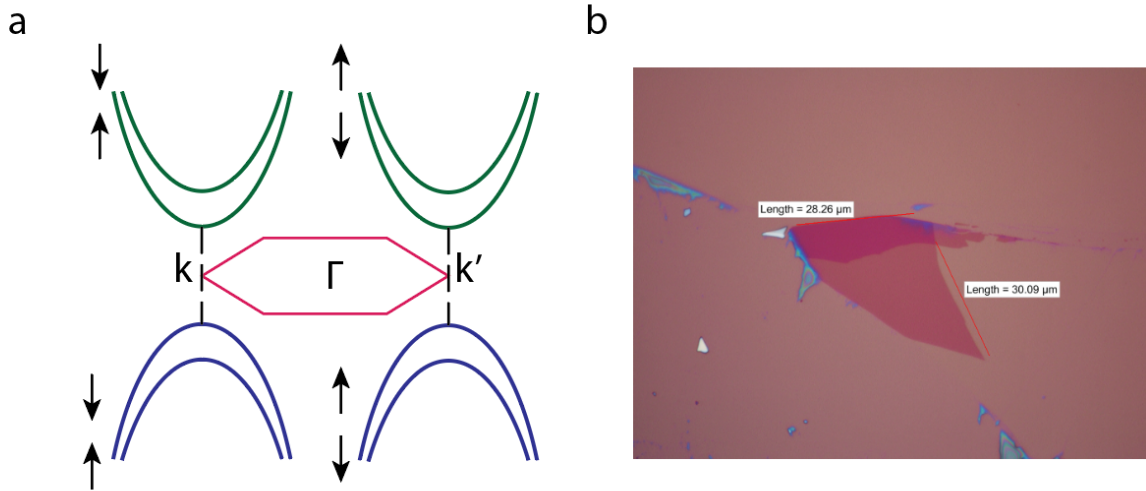 a
b
k
Γ
k′
Length = 28.26 μm
Length = 30.09 μm